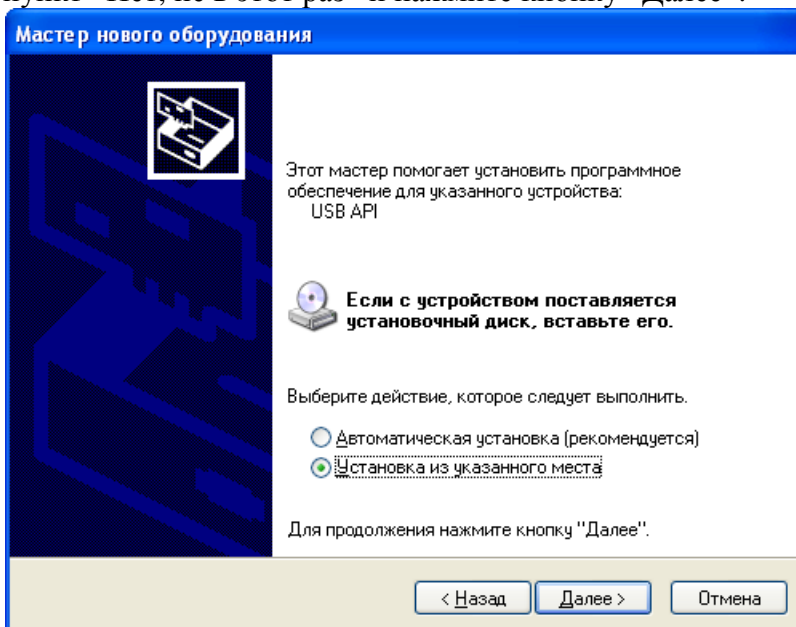 Мастер нового оборудования
Этот мастер помогает установить программное
обеспечение для указанного устройства:
USB API
Если с устройством поставляется
установочный диск, вставьте его.
Выберите действие, которое следует выполнить.
Автоматическая установка (рекомендуется)
Установка из указанного места
Для продолжения нажмите кнопку "Далее".
< Назад Далее > Отмена